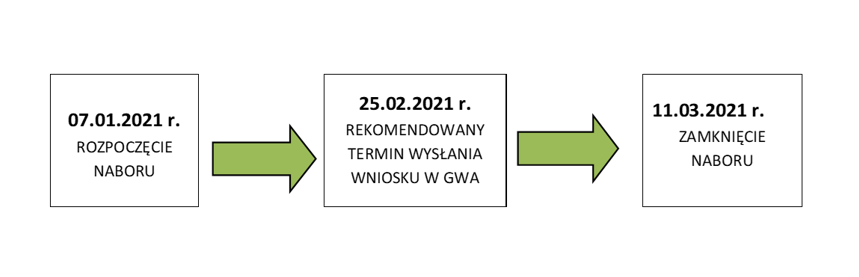 07.01.2021 r.
ROZPOCZĘCIE
NABORU
25.02.2021 r.
REKOMENDOWANY
TERMIN WYSŁANIA
WNIOSKU W GWA
11.03.2021 r.
ZAMKNIĘCIE
NABORU